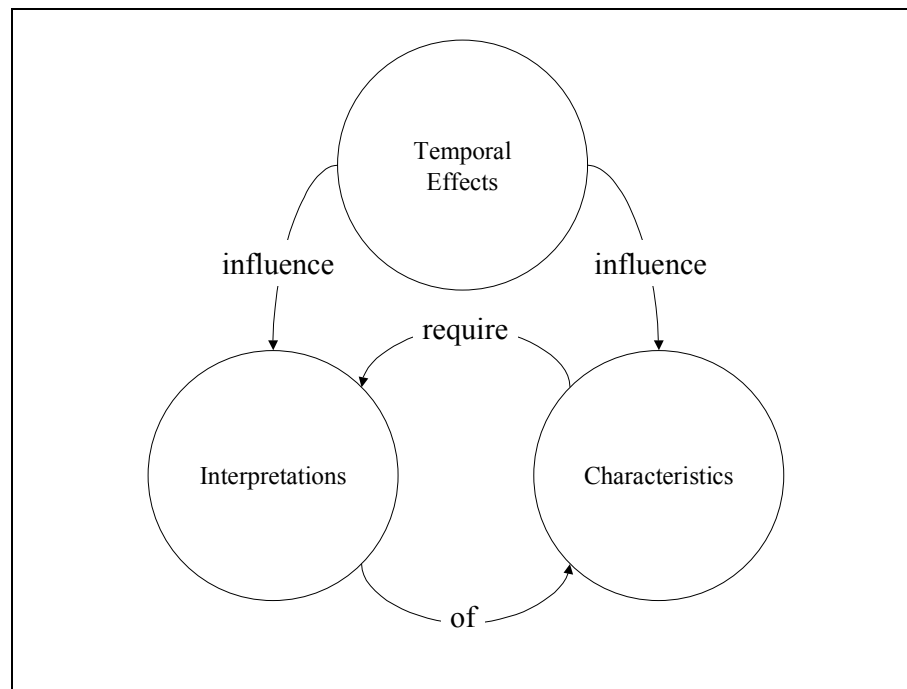 Temporal
Effects
influence
influence
require
Interpretations
Characteristics
of